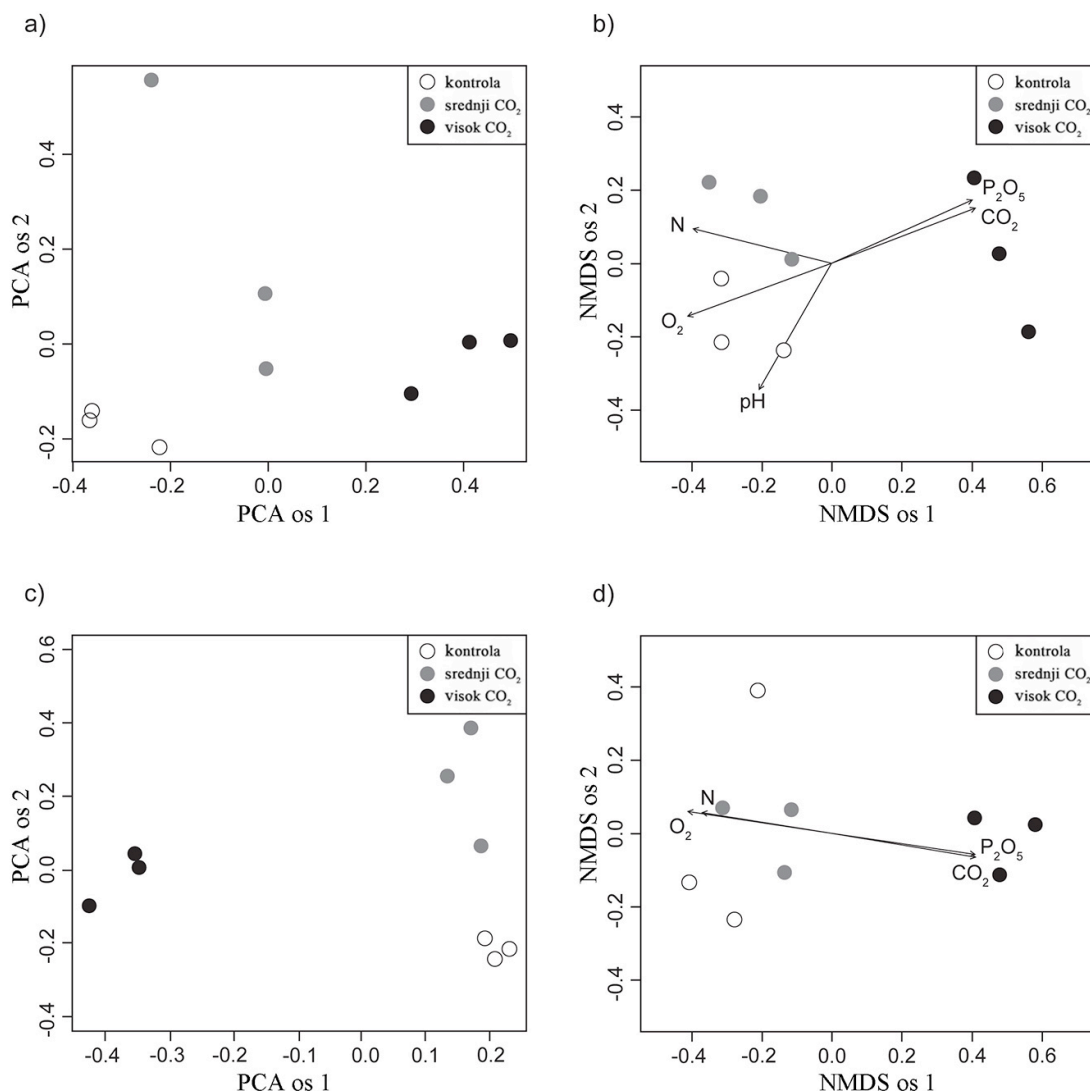 a)
kontrola
srednji CO₂
visok CO₂
PCA os 2
0.4
0.2
0.0
-0.2
-0.4 -0.2 0.0 0.2 0.4
PCA os 1
b)
kontrola
srednji CO₂
visok CO₂
NMDS os 2
0.4
0.2
0.0
-0.2
-0.4
P₂O₅
CO₂
N
O₂
pH
-0.4 -0.2 0.0 0.2 0.4 0.6
NMDS os 1
c)
kontrola
srednji CO₂
visok CO₂
PCA os 2
0.6
0.4
0.2
0.0
-0.2
-0.4
-0.4 -0.3 -0.2 -0.1 0.0 0.1 0.2
PCA os 1
d)
kontrola
srednji CO₂
visok CO₂
NMDS os 2
0.4
0.2
0.0
-0.2
-0.4
N
O₂
P₂O₅
CO₂
-0.4 -0.2 0.0 0.2 0.4 0.6
NMDS os 1